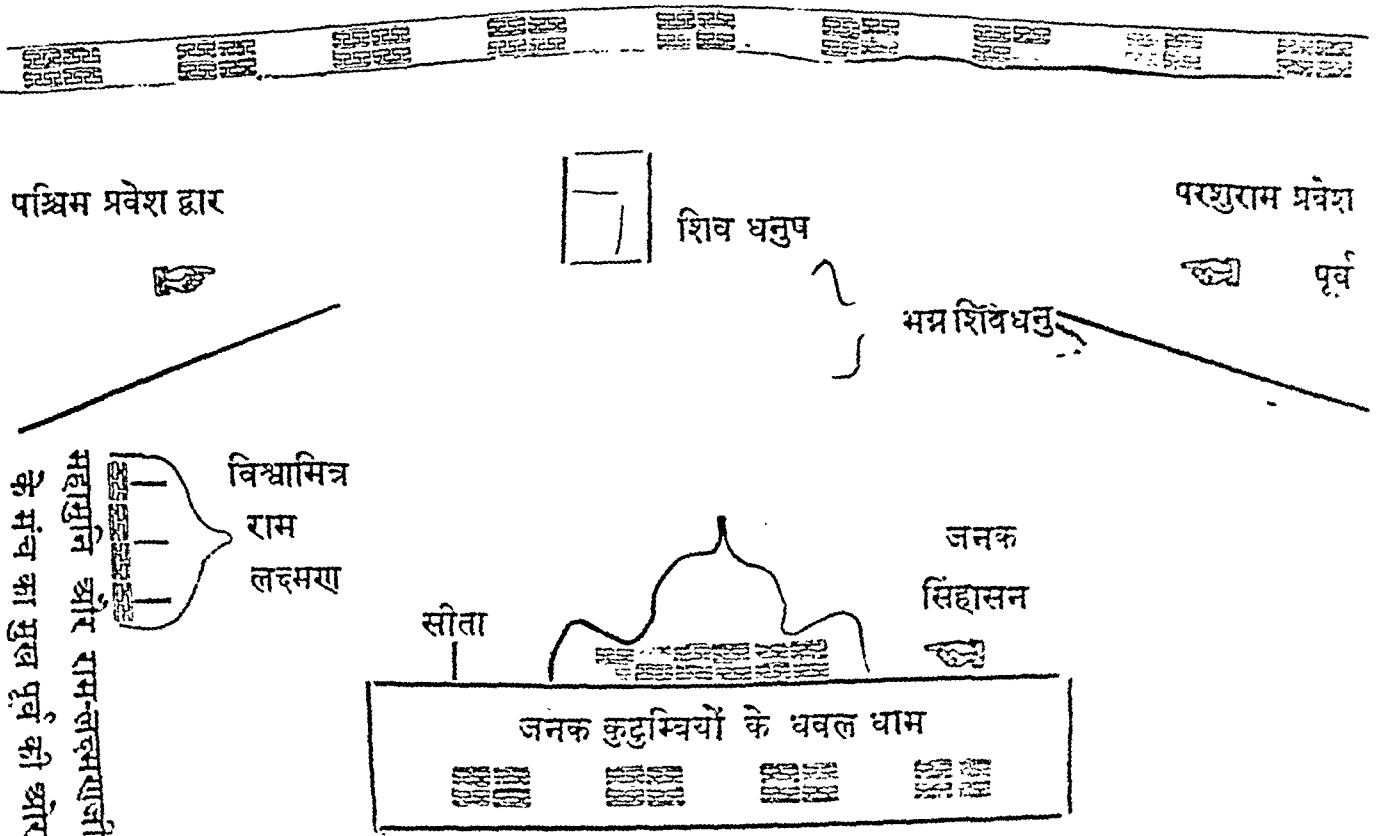 पश्चिम प्रवेश द्वार
परशुराम प्रवेश
पूर्व
शिव धनुष
भग्न शिवधनु
विश्वामित्र
राम
लक्ष्मण
महामुनि और राम-लक्ष्मणजी
के मंच का मुख पूर्व की ओर
सीता
जनक
सिंहासन
जनक कुटुम्बियों के धवल धाम